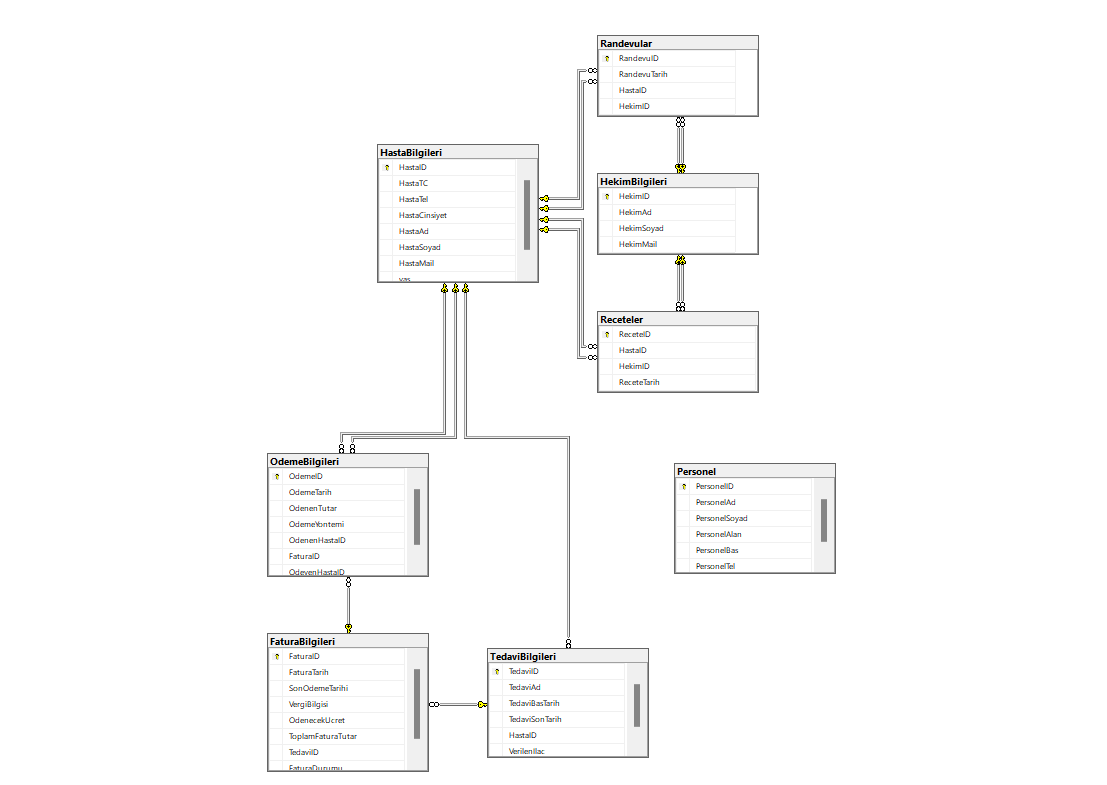 Randevular
RandevuID
RandevuTarih
HastaID
HekimID
HastaBilgileri
HastaID
HastaTC
HastaTel
HastaCinsiyet
HastaAd
HastaSoyad
HastaMail
yas
HekimBilgileri
HekimID
HekimAd
HekimSoyad
HekimMail
Receteler
ReceteID
HastaID
HekimID
ReceteTarih
OdemeBilgileri
OdemeID
OdemeTarih
OdenenTutar
OdemeYontemi
OdenenHastaID
FaturaID
OdeyenHastaID
Personel
PersonelID
PersonelAd
PersonelSoyad
PersonelAlan
PersonelBas
PersonelTel
FaturaBilgileri
FaturaID
FaturaTarih
SonOdemeTarihi
VergiBilgisi
OdenecekUcret
ToplamFaturaTutar
TedaviID
FaturaDurumu
TedaviBilgileri
TedaviID
TedaviAd
TedaviBasTarih
TedaviSonTarih
HastaID
VerilenIlac